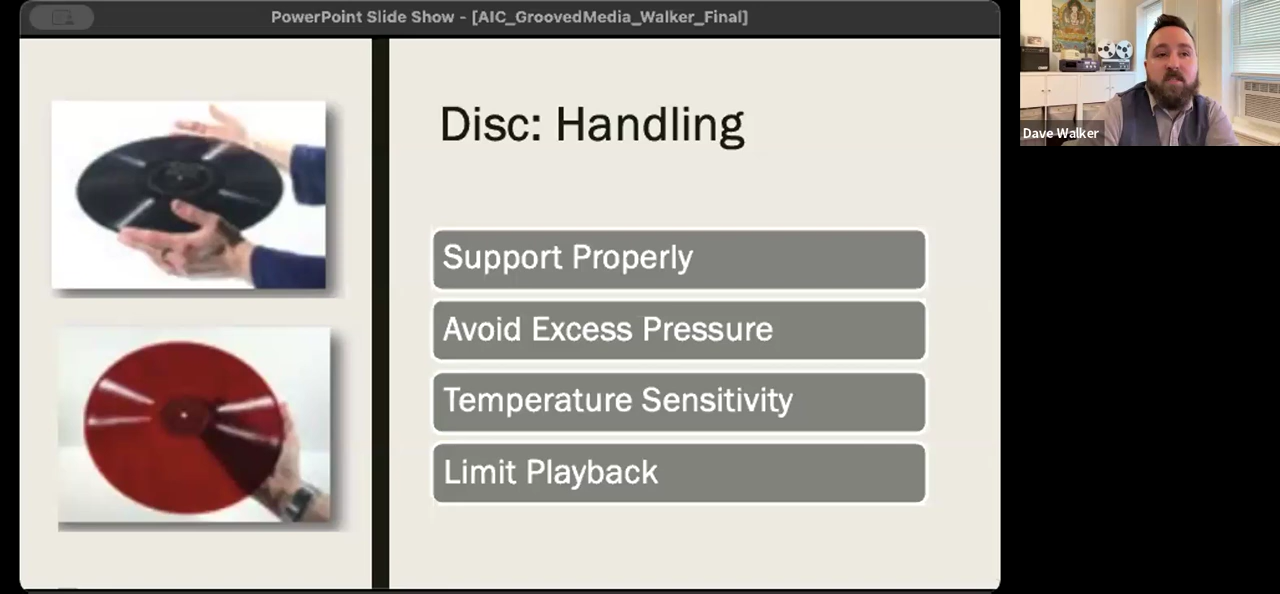 PowerPoint Slide Show - [AIC_GroovedMedia_Walker_Final]
Disc: Handling
Support Properly
Avoid Excess Pressure
Temperature Sensitivity
Limit Playback
Dave Walker